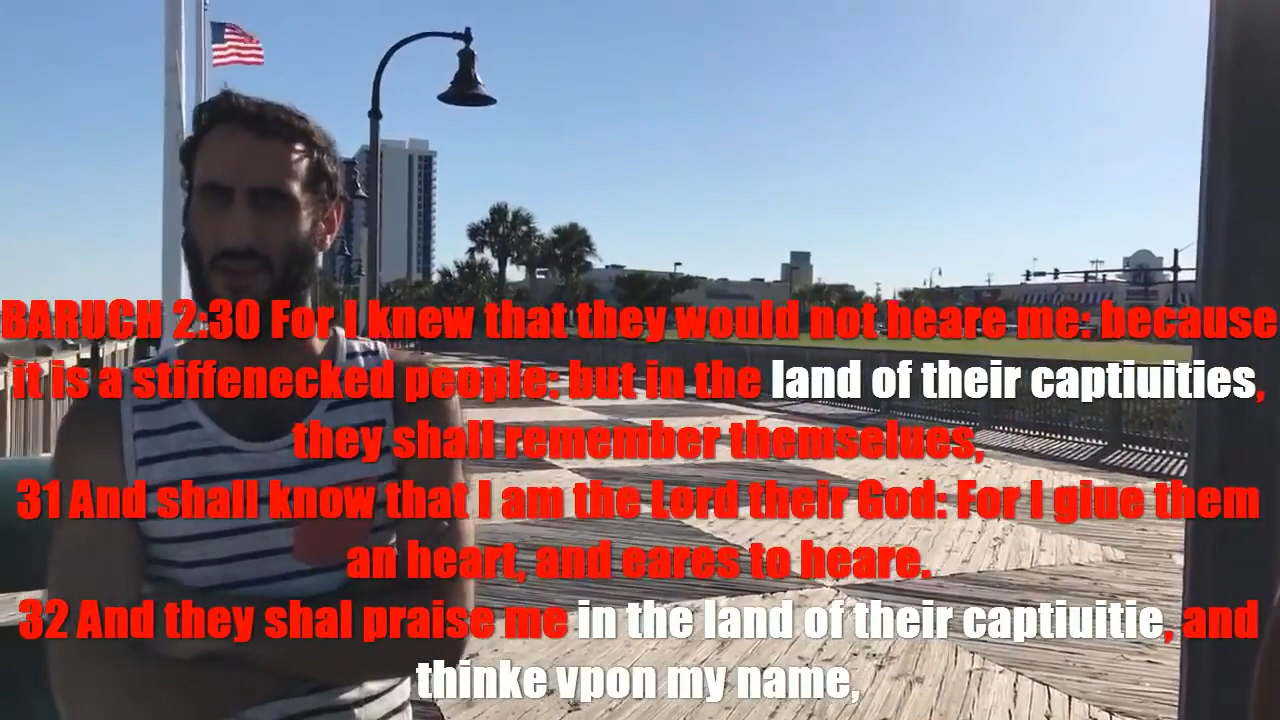 BARUCH 2:30 For I knew that they would not heare me: because
it is a stiffenecked people: but in the land of their captiuities,
they shall remember themselues,
31 And shall know that I am the Lord their God: For I giue them
an heart, and eares to heare.
32 And they shal praise me in the land of their captiuitie, and
thinke vpon my name,